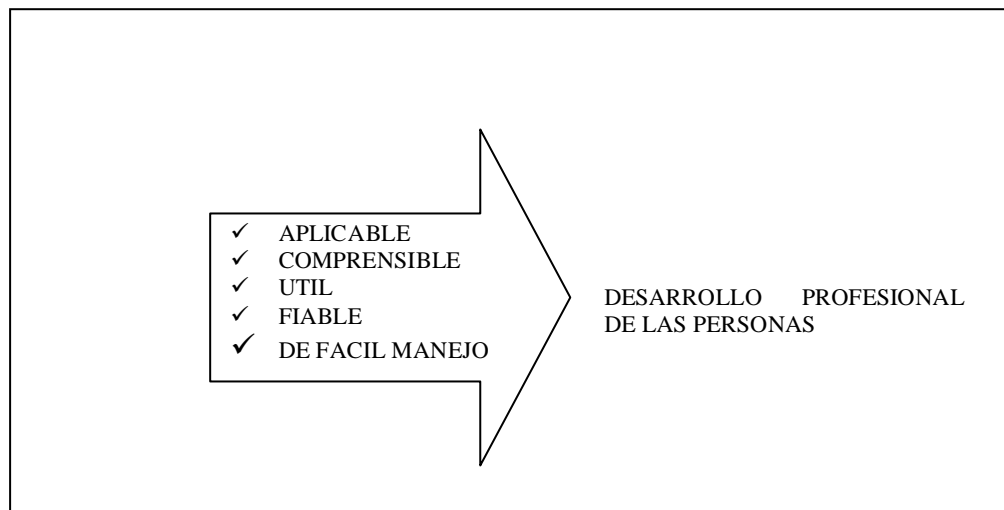 ✓ APLICABLE
✓ COMPRENSIBLE
✓ UTIL
✓ FIABLE
✓ DE FACIL MANEJO
DESARROLLO PROFESIONAL
DE LAS PERSONAS